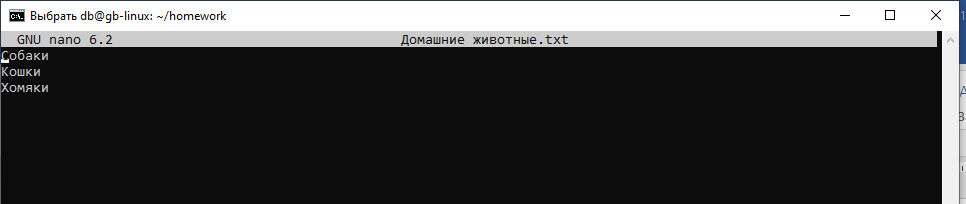 Выбрать db@gb-linux: ~/homework
GNU nano 6.2 Домашние животные.txt
Собаки
Кошки
Хомяки